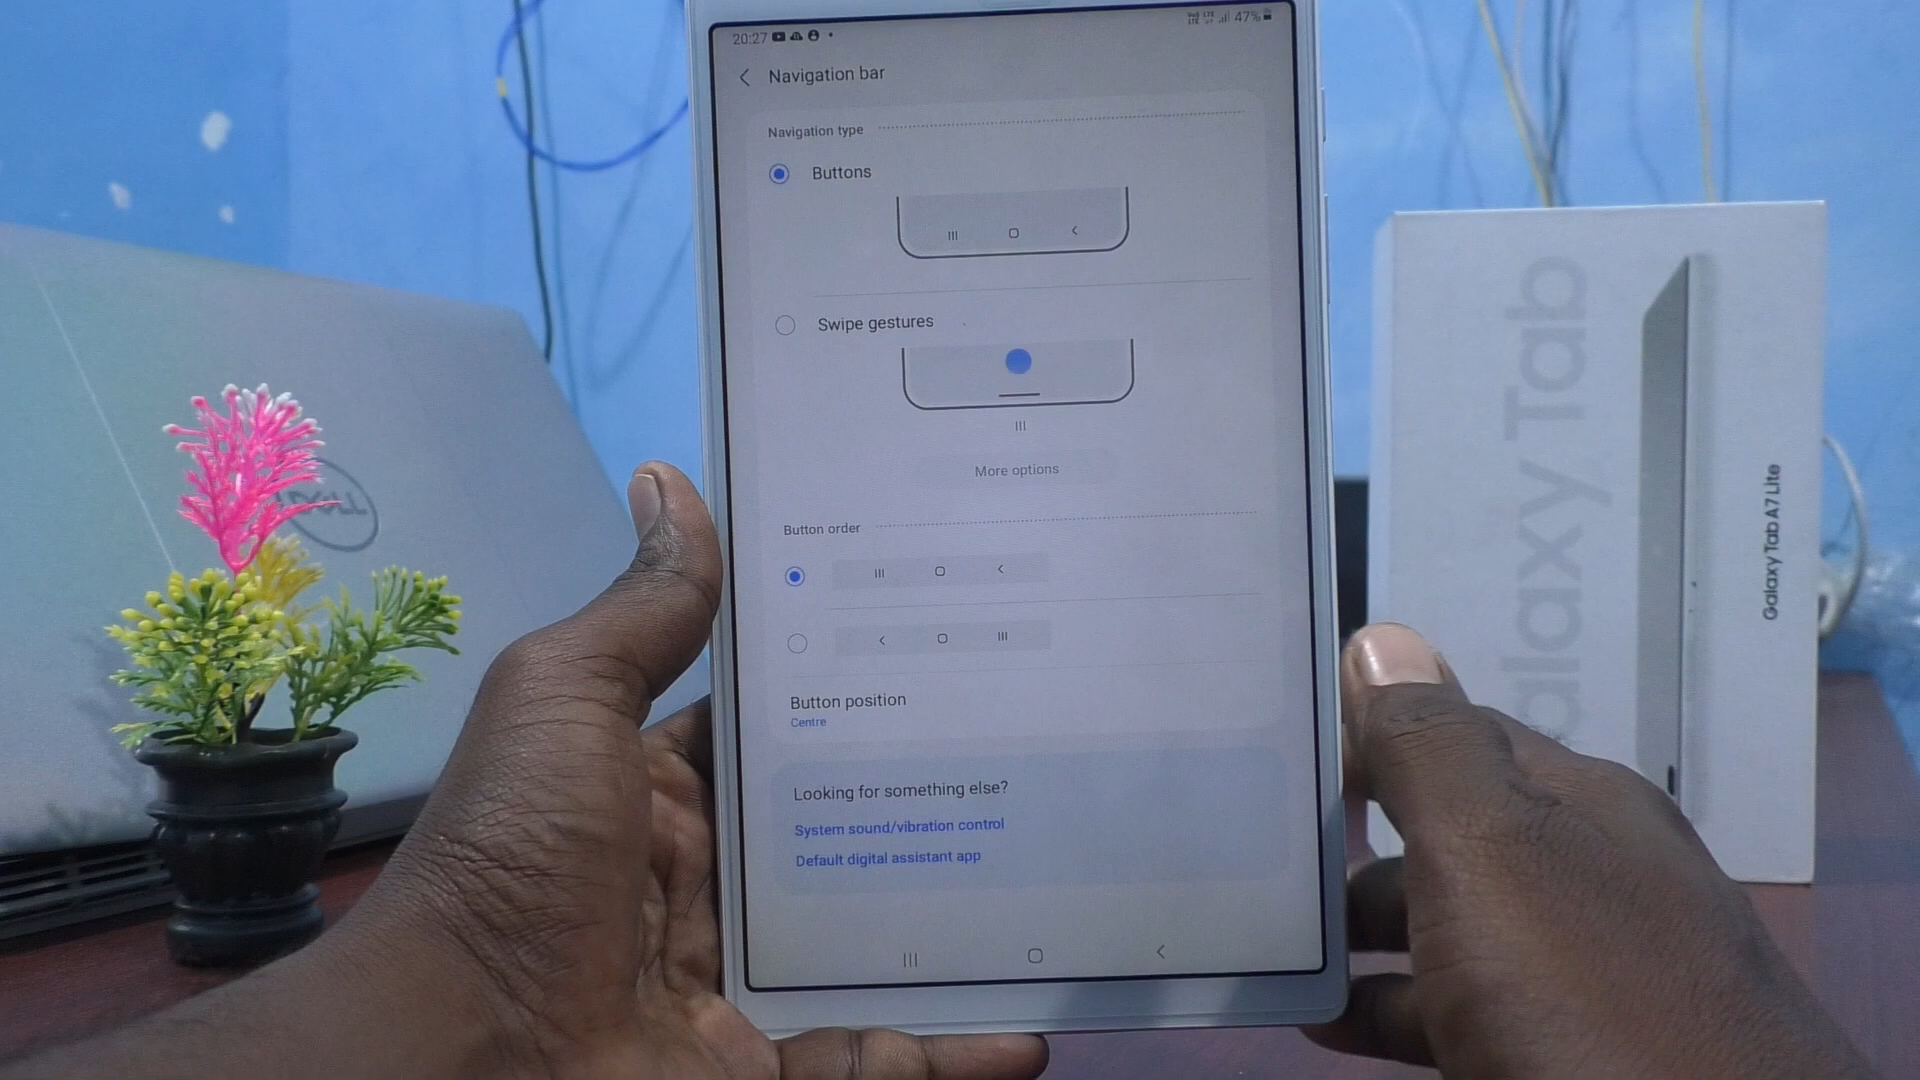 20:27
47%
Navigation bar
Navigation type
Buttons
Swipe gestures
More options
Button order
Button position
Centre
Looking for something else?
System sound/vibration control
Default digital assistant app
DELL
Galaxy Tab
Galaxy Tab A7 Lite